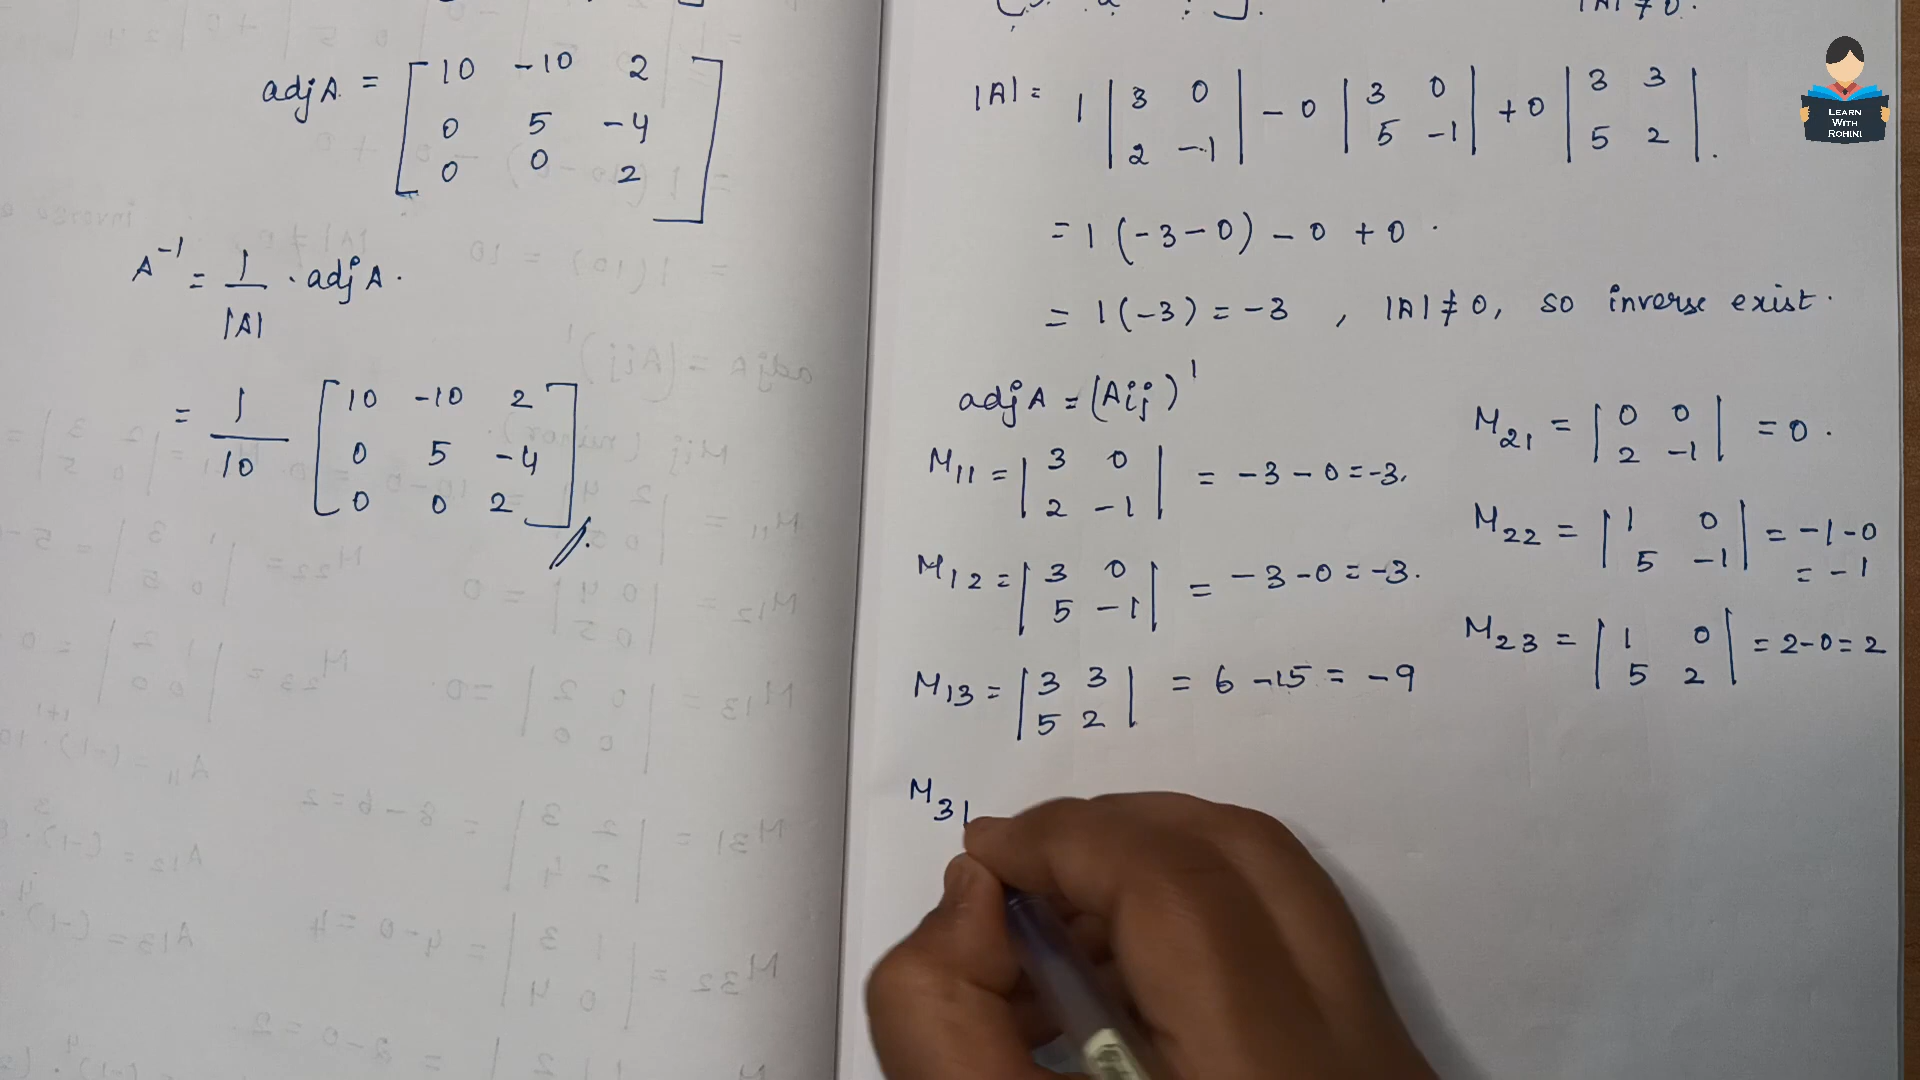 adj A = [ 10 -10 2
0 5 -4
0 0 2 ]
A⁻¹ = 1/|A| · adj A.
= 1/10 [ 10 -10 2
0 5 -4
0 0 2 ]
|A| ≠ 0.
|A| = 1 | 3 0 | - 0 | 3 0 | + 0 | 3 3 |
| 2 -1 | | 5 -1 | | 5 2 | .
= 1 (-3 - 0) - 0 + 0 .
= 1 (-3) = -3 , |A| ≠ 0, so inverse exist.
adj A = (Aij)'
M11 = | 3 0 | = -3 - 0 = -3.
| 2 -1 |
M12 = | 3 0 | = -3 - 0 = -3.
| 5 -1 |
M13 = | 3 3 | = 6 - 15 = -9
| 5 2 |
M31
M21 = | 0 0 | = 0 .
| 2 -1 |
M22 = | 1 0 | = -1 - 0
| 5 -1 | = -1
M23 = | 1 0 | = 2 - 0 = 2
| 5 2 |
LEARN
WITH
ROHINI